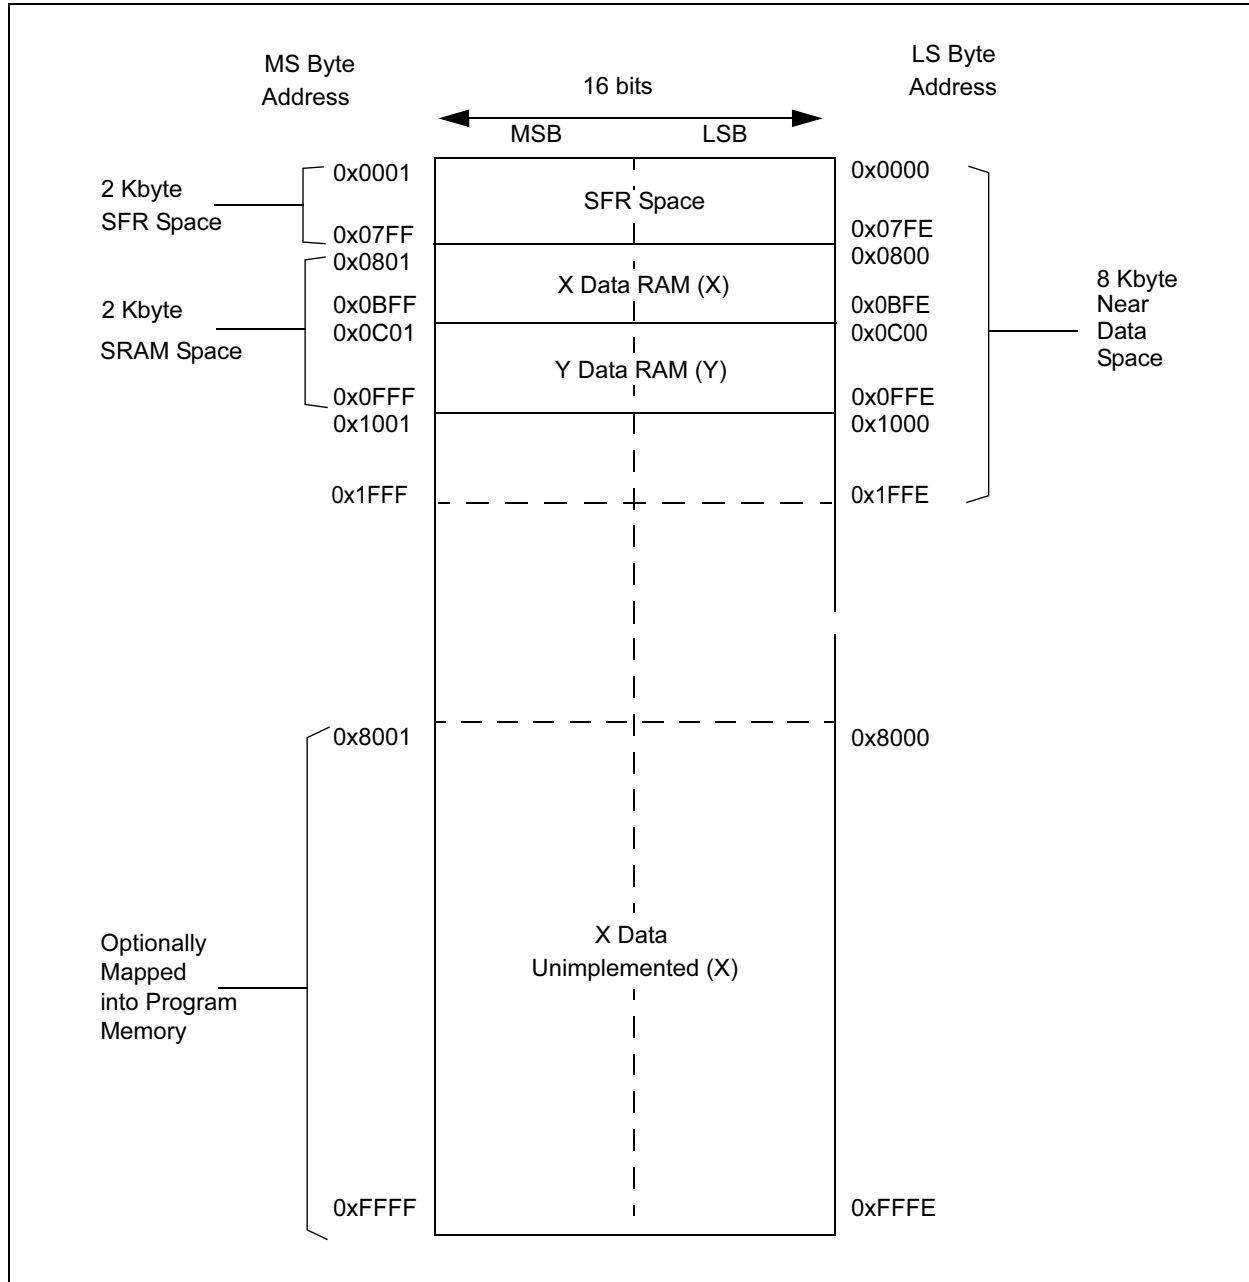 MS Byte
Address
16 bits
LS Byte
Address
MSB
LSB
0x0001
0x0000
2 Kbyte
SFR Space
SFR Space
0x07FF
0x07FE
0x0801
0x0800
2 Kbyte
SRAM Space
X Data RAM (X)
0x0BFF
0x0BFE
0x0C01
0x0C00
8 Kbyte
Near
Data
Space
Y Data RAM (Y)
0x0FFF
0x0FFE
0x1001
0x1000
0x1FFF
0x1FFE
0x8001
0x8000
Optionally
Mapped
into Program
Memory
X Data
Unimplemented (X)
0xFFFF
0xFFFE